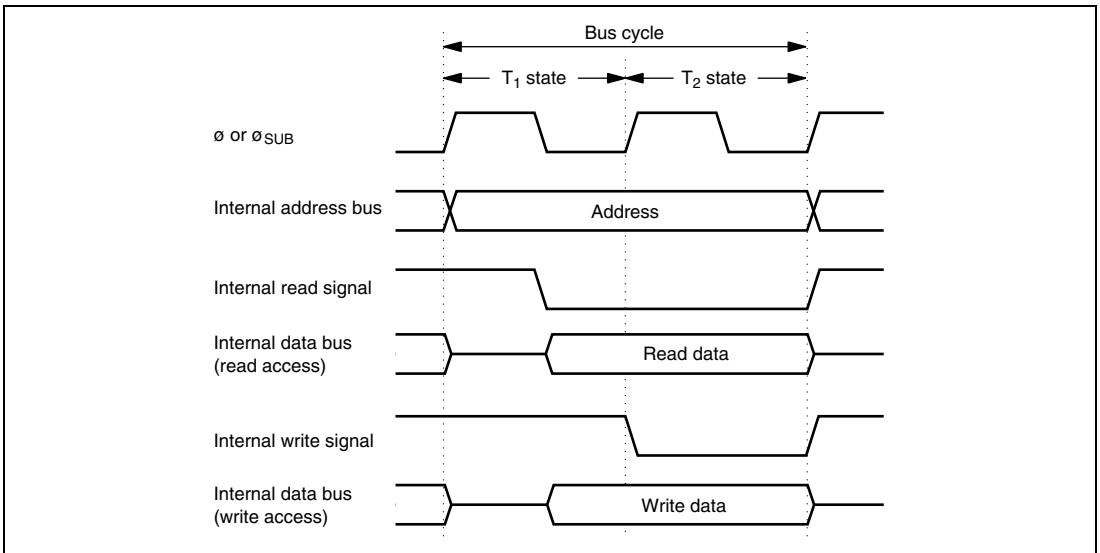 Bus cycle
T1 state
T2 state
ø or øSUB
Internal address bus
Address
Internal read signal
Internal data bus
(read access)
Read data
Internal write signal
Internal data bus
(write access)
Write data